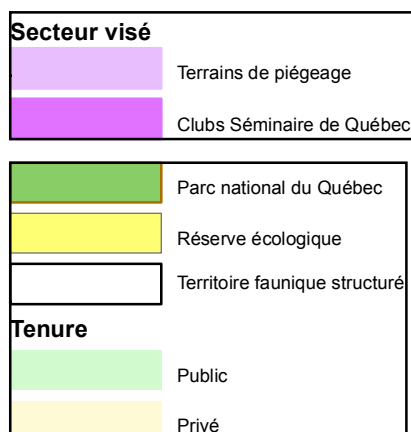 Secteur visé
Terrains de piégeage
Clubs Séminaire de Québec
Parc national du Québec
Réserve écologique
Territoire faunique structuré
Tenure
Public
Privé